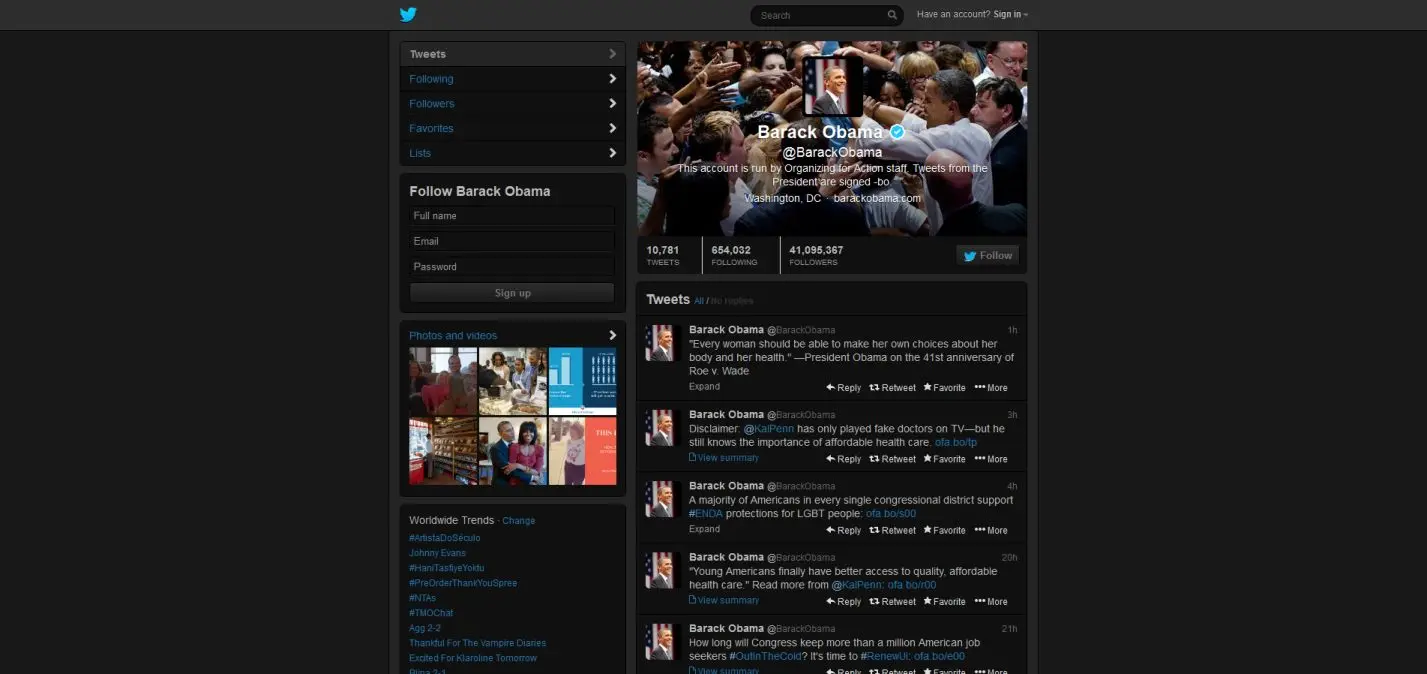 Search
Have an account? Sign in
Tweets
Following
Followers
Favorites
Lists
Follow Barack Obama
Full name
Email
Password
Sign up
Photos and videos
Worldwide Trends · Change
#ArtistaDoSéculo
Johnny Evans
#HaniTasfiyeYoktu
#PreOrderThankYouSpree
#NTAs
#TMOChat
Agg 2-2
Thankful For The Vampire Diaries
Excited For Klaroline Tomorrow
Blina 2-1
Barack Obama
@BarackObama
This account is run by Organizing for Action staff. Tweets from the
President are signed -bo.
Washington, DC · barackobama.com
10,781
TWEETS
654,032
FOLLOWING
41,095,367
FOLLOWERS
Follow
Tweets All / No replies
Barack Obama @BarackObama 1h
"Every woman should be able to make her own choices about her
body and her health." —President Obama on the 41st anniversary of
Roe v. Wade
Expand Reply Retweet Favorite More
Barack Obama @BarackObama 3h
Disclaimer: @KalPenn has only played fake doctors on TV—but he
still knows the importance of affordable health care. ofa.bo/tp
View summary Reply Retweet Favorite More
Barack Obama @BarackObama 4h
A majority of Americans in every single congressional district support
#ENDA protections for LGBT people: ofa.bo/s00
Expand Reply Retweet Favorite More
Barack Obama @BarackObama 20h
"Young Americans finally have better access to quality, affordable
health care." Read more from @KalPenn: ofa.bo/r00
View summary Reply Retweet Favorite More
Barack Obama @BarackObama 21h
How long will Congress keep more than a million American job
seekers #OutInTheCold? It's time to #RenewUI: ofa.bo/e00
View summary Reply Retweet Favorite More